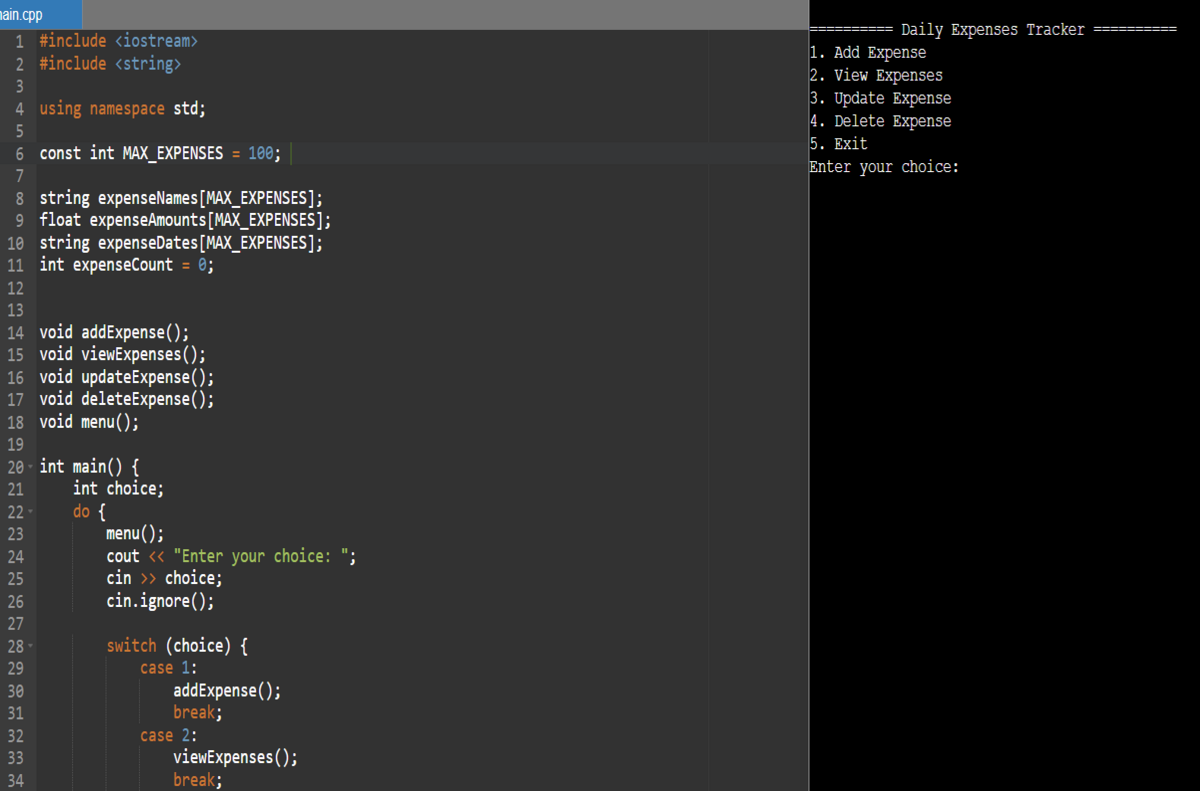 main.cpp
1 #include <iostream>
2 #include <string>
3
4 using namespace std;
5
6 const int MAX_EXPENSES = 100;
7
8 string expenseNames[MAX_EXPENSES];
9 float expenseAmounts[MAX_EXPENSES];
10 string expenseDates[MAX_EXPENSES];
11 int expenseCount = 0;
12
13
14 void addExpense();
15 void viewExpenses();
16 void updateExpense();
17 void deleteExpense();
18 void menu();
19
20 int main() {
21     int choice;
22     do {
23         menu();
24         cout << "Enter your choice: ";
25         cin >> choice;
26         cin.ignore();
27
28         switch (choice) {
29             case 1:
30                 addExpense();
31                 break;
32             case 2:
33                 viewExpenses();
34                 break;
========== Daily Expenses Tracker ==========
1. Add Expense
2. View Expenses
3. Update Expense
4. Delete Expense
5. Exit
Enter your choice: